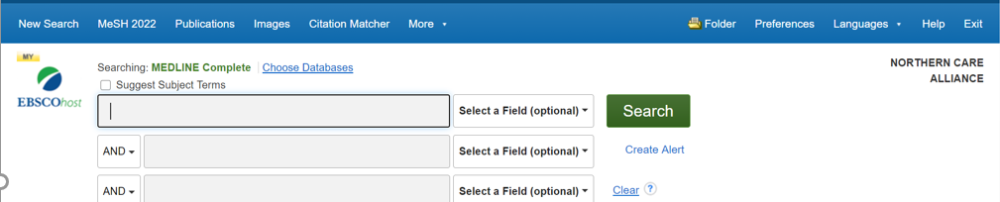 New Search MeSH 2022 Publications Images Citation Matcher More Folder Preferences Languages Help Exit
MY
EBSCOhost
Searching: MEDLINE Complete Choose Databases
Suggest Subject Terms
NORTHERN CARE
ALLIANCE
Select a Field (optional) Search
AND Select a Field (optional) Create Alert
AND Select a Field (optional) Clear ?